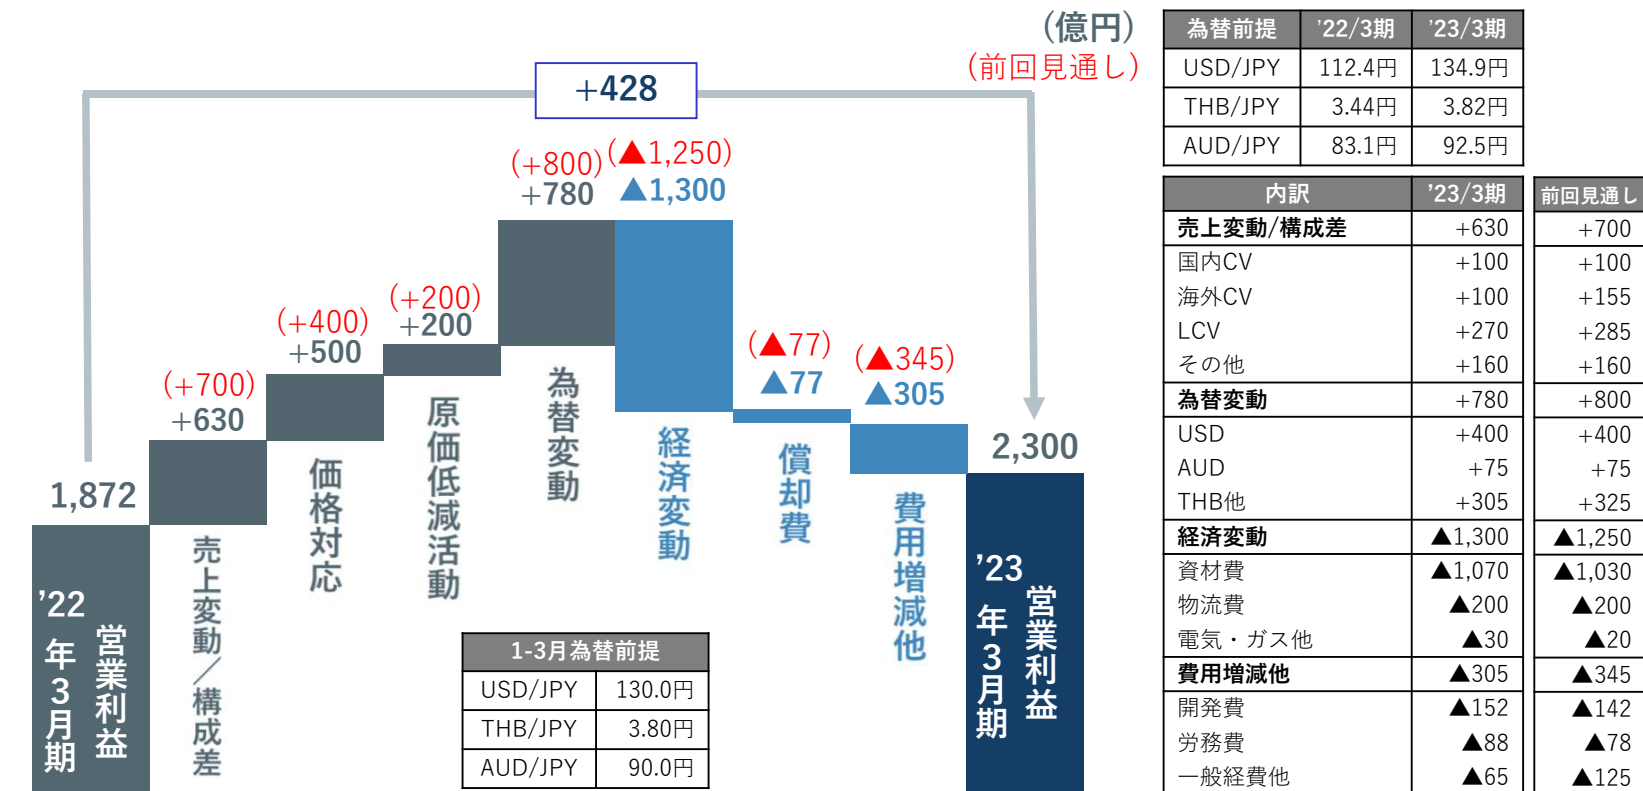 (億円)
(前回見通し)
+428
(+800)
+780
(▲1,250)
▲1,300
(+200)
+200
(+400)
+500
(+700)
+630
(▲77)
▲77
(▲345)
▲305
1,872
2,300
'22年3月期
営業利益
売上変動/構成差
価格対応
原価低減活動
為替変動
経済変動
償却費
費用増減他
'23年3月期
営業利益
1-3月為替前提
USD/JPY 130.0円
THB/JPY 3.80円
AUD/JPY 90.0円
為替前提 '22/3期 '23/3期
USD/JPY 112.4円 134.9円
THB/JPY 3.44円 3.82円
AUD/JPY 83.1円 92.5円
内訳 '23/3期 前回見通し
売上変動/構成差 +630 +700
国内CV +100 +100
海外CV +100 +155
LCV +270 +285
その他 +160 +160
為替変動 +780 +800
USD +400 +400
AUD +75 +75
THB他 +305 +325
経済変動 ▲1,300 ▲1,250
資材費 ▲1,070 ▲1,030
物流費 ▲200 ▲200
電気・ガス他 ▲30 ▲20
費用増減他 ▲305 ▲345
開発費 ▲152 ▲142
労務費 ▲88 ▲78
一般経費他 ▲65 ▲125